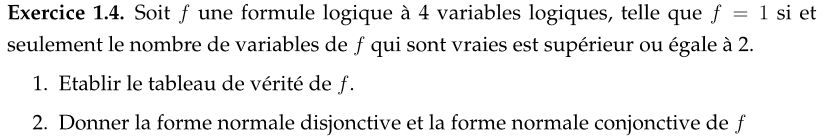 Exercice 1.4. Soit f une formule logique à 4 variables logiques, telle que f = 1 si et
seulement le nombre de variables de f qui sont vraies est supérieur ou égale à 2.
1. Etablir le tableau de vérité de f.
2. Donner la forme normale disjonctive et la forme normale conjonctive de f